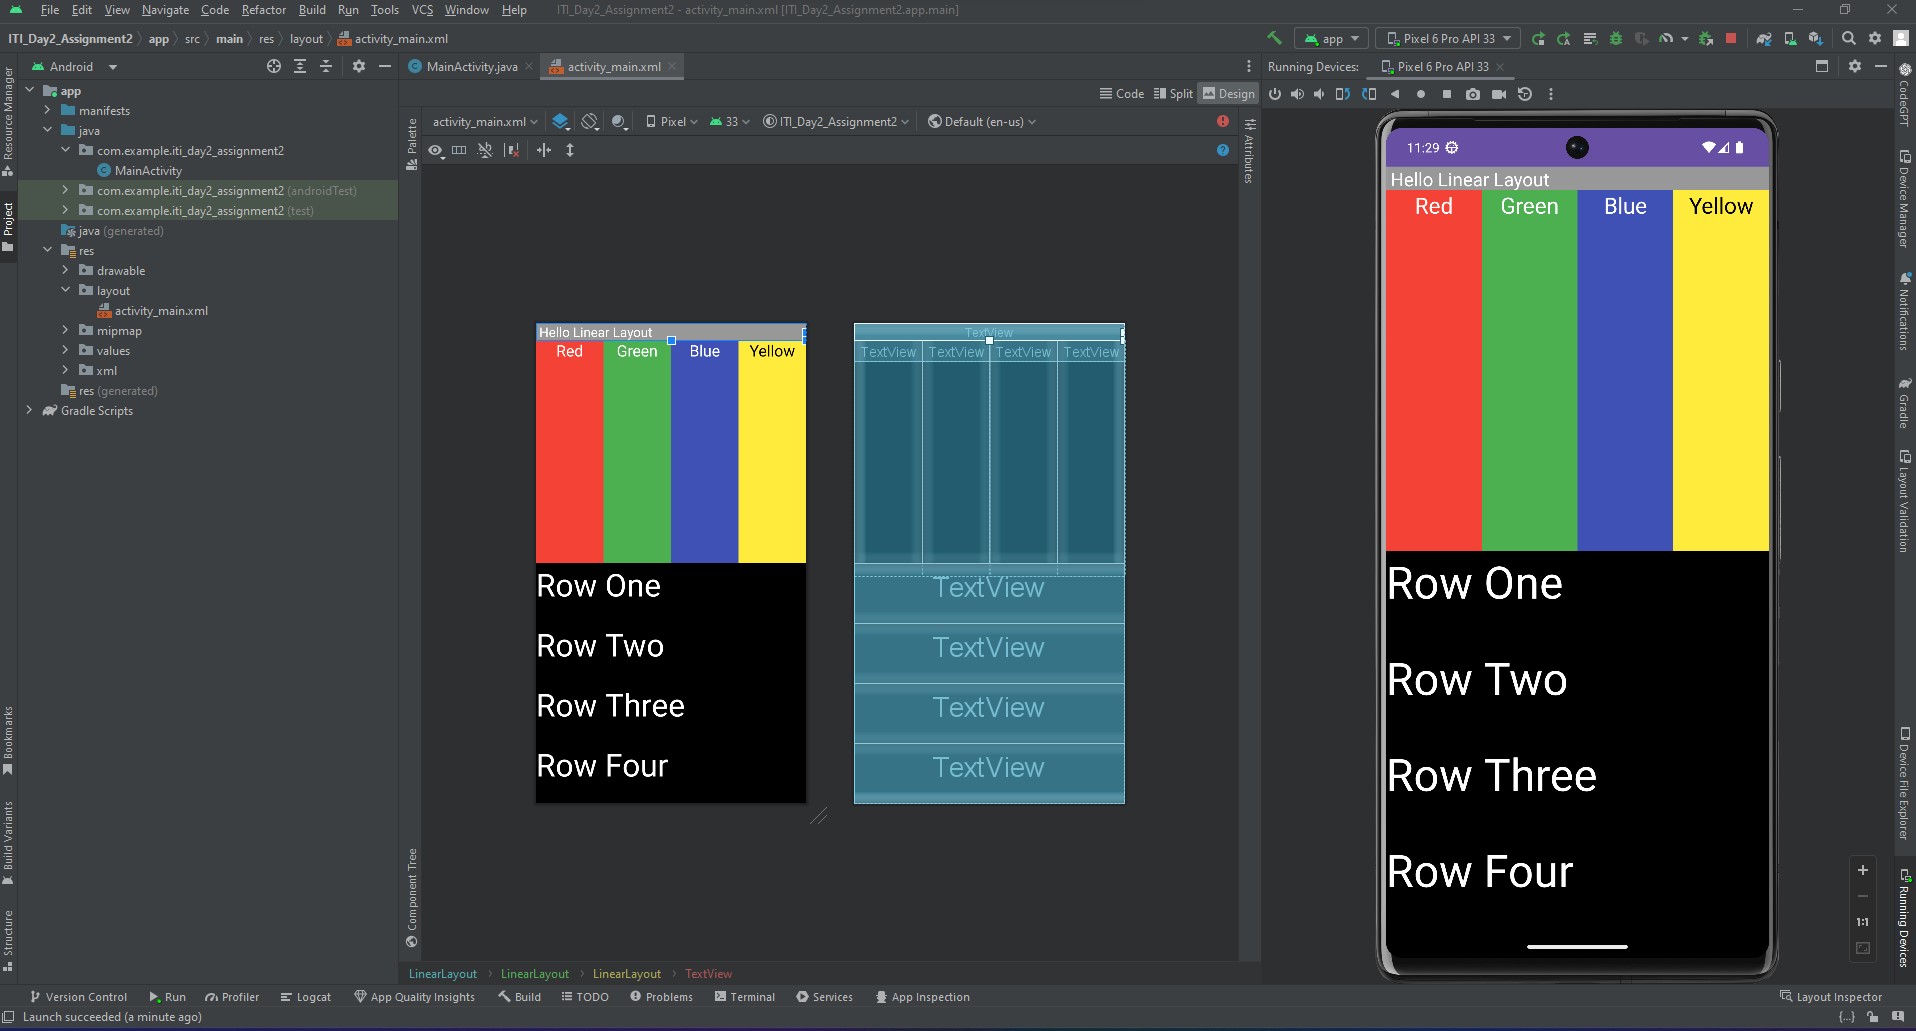 File Edit View Navigate Code Refactor Build Run Tools VCS Window Help ITI_Day2_Assignment2 - activity_main.xml [ITI_Day2_Assignment2.app.main]
ITI_Day2_Assignment2 app src main res layout activity_main.xml app Pixel 6 Pro API 33
Resource Manager
Project
Bookmarks
Build Variants
Structure
Android
app
manifests
java
com.example.iti_day2_assignment2
MainActivity
com.example.iti_day2_assignment2 (androidTest)
com.example.iti_day2_assignment2 (test)
java (generated)
res
drawable
layout
activity_main.xml
mipmap
values
xml
res (generated)
Gradle Scripts
MainActivity.java activity_main.xml
Code Split Design
Palette
activity_main.xml Pixel 33 ITI_Day2_Assignment2 Default (en-us)
Attributes
Component Tree
Hello Linear Layout
Red Green Blue Yellow
Row One
Row Two
Row Three
Row Four
TextView
TextView TextView TextView TextView
TextView
TextView
TextView
TextView
LinearLayout LinearLayout LinearLayout TextView
Running Devices: Pixel 6 Pro API 33
11:29
Hello Linear Layout
Red Green Blue Yellow
Row One
Row Two
Row Three
Row Four
1:1
CodeGPT
Device Manager
Notifications
Gradle
Layout Validation
Device File Explorer
Running Devices
Version Control Run Profiler Logcat App Quality Insights Build TODO Problems Terminal Services App Inspection Layout Inspector
Launch succeeded (a minute ago) {...}